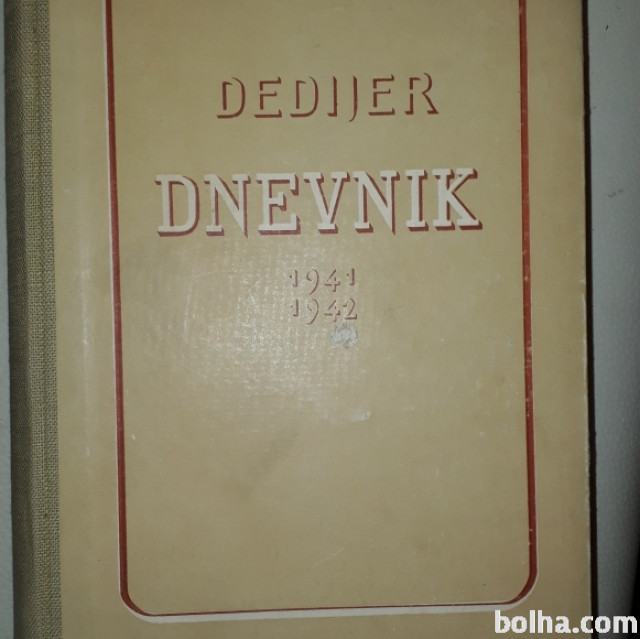 DEDIJER
DNEVNIK
1941
1942
bolha.com